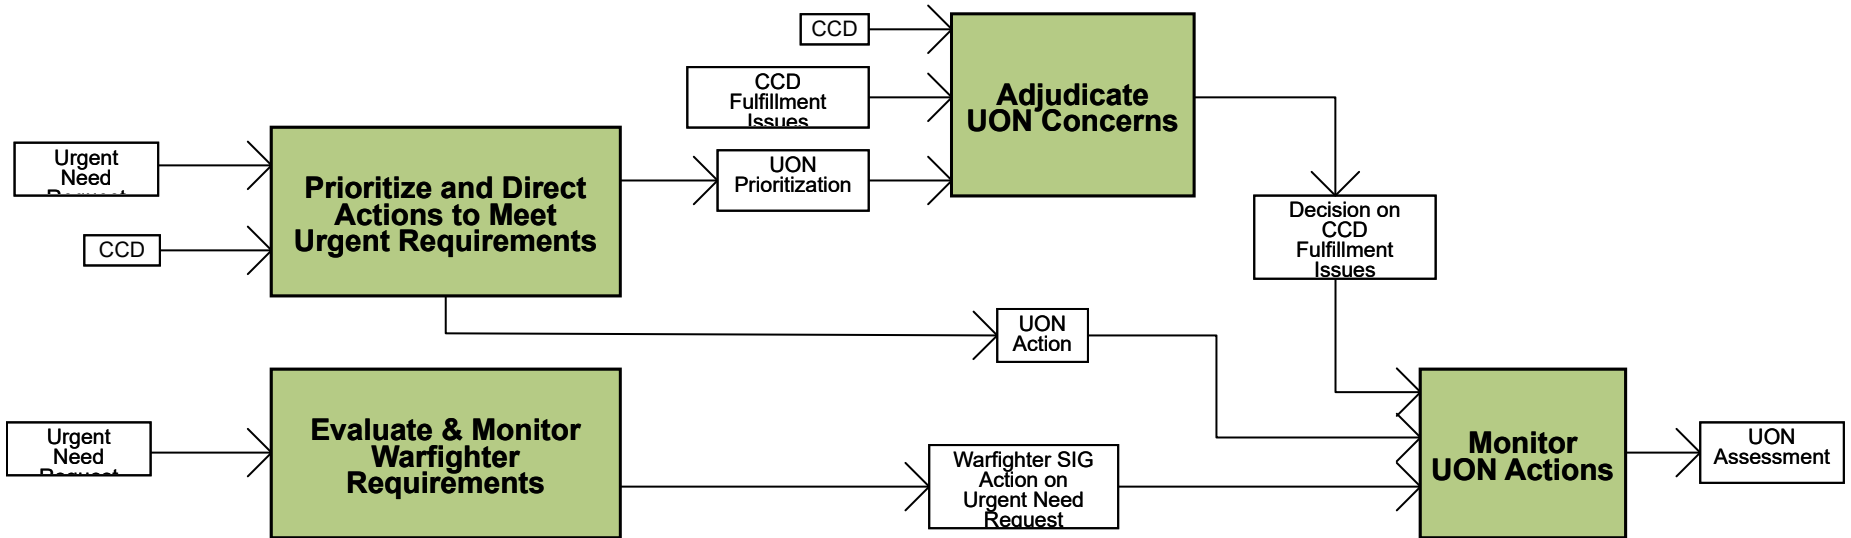 CCD
CCD
Fulfillment
Issues
Adjudicate
UON Concerns
Urgent
Need
Request
Prioritize and Direct
Actions to Meet
Urgent Requirements
UON
Prioritization
CCD
Decision on
CCD
Fulfillment
Issues
UON
Action
Urgent
Need
Request
Evaluate & Monitor
Warfighter
Requirements
Warfighter SIG
Action on
Urgent Need
Request
Monitor
UON Actions
UON
Assessment